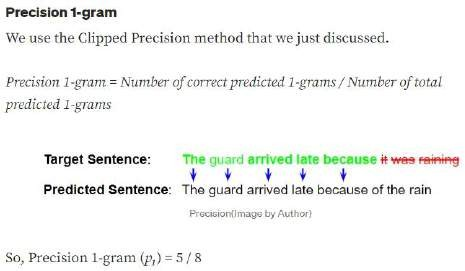 Precision 1-gram
We use the Clipped Precision method that we just discussed.
Precision 1-gram = Number of correct predicted 1-grams / Number of total
predicted 1-grams
Target Sentence: The guard arrived late because it was raining
Predicted Sentence: The guard arrived late because of the rain
Precision(Image by Author)
So, Precision 1-gram (p₁) = 5 / 8